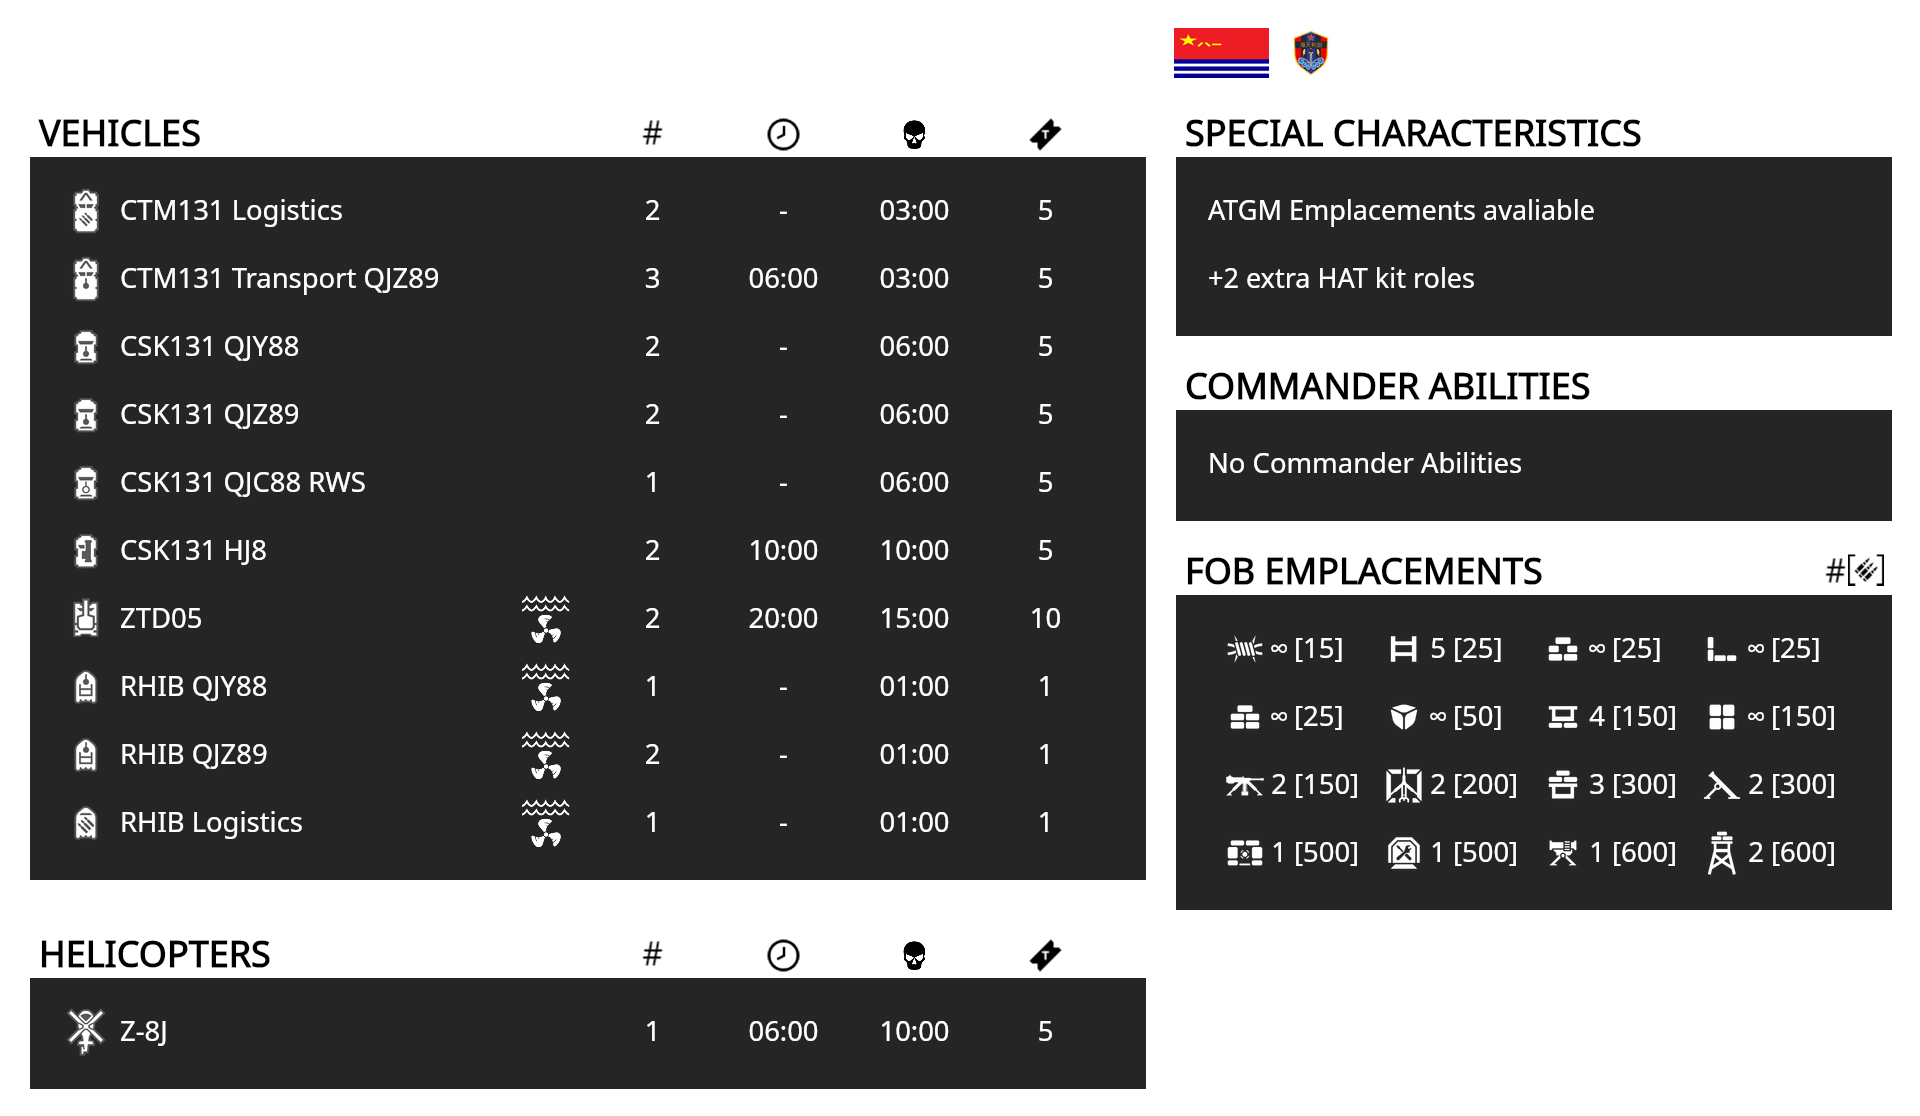 VEHICLES #
CTM131 Logistics 2 - 03:00 5
CTM131 Transport QJZ89 3 06:00 03:00 5
CSK131 QJY88 2 - 06:00 5
CSK131 QJZ89 2 - 06:00 5
CSK131 QJC88 RWS 1 - 06:00 5
CSK131 HJ8 2 10:00 10:00 5
ZTD05 2 20:00 15:00 10
RHIB QJY88 1 - 01:00 1
RHIB QJZ89 2 - 01:00 1
RHIB Logistics 1 - 01:00 1
HELICOPTERS #
Z-8J 1 06:00 10:00 5
SPECIAL CHARACTERISTICS
ATGM Emplacements avaliable
+2 extra HAT kit roles
COMMANDER ABILITIES
No Commander Abilities
FOB EMPLACEMENTS #[]
∞ [15] 5 [25] ∞ [25] ∞ [25]
∞ [25] ∞ [50] 4 [150] ∞ [150]
2 [150] 2 [200] 3 [300] 2 [300]
1 [500] 1 [500] 1 [600] 2 [600]